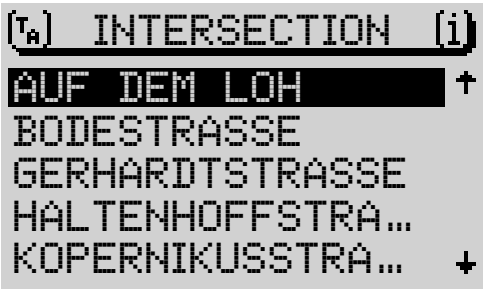 (TA) INTERSECTION (i)
AUF DEM LOH ↑
BODESTRASSE
GERHARDTSTRASSE
HALTENHOFFSTRA…
KOPERNIKUSSTRA… ↓